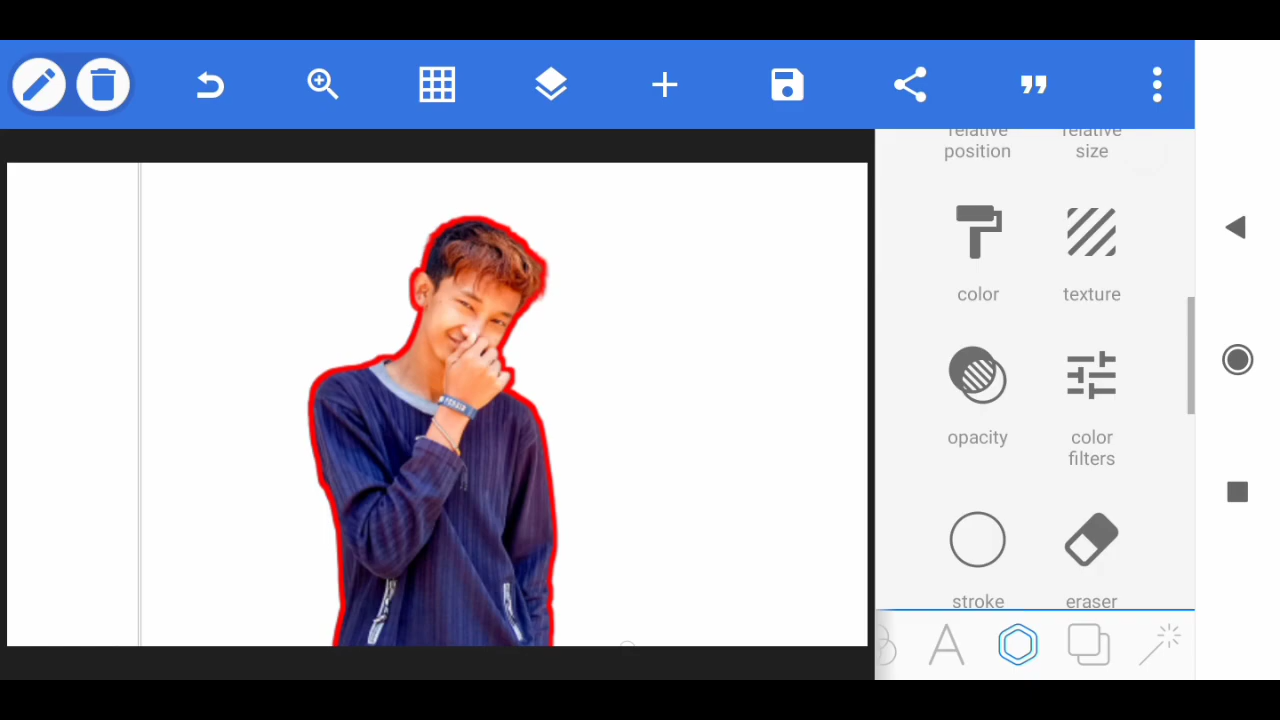 relative
position
relative
size
color
texture
opacity
color
filters
stroke
eraser